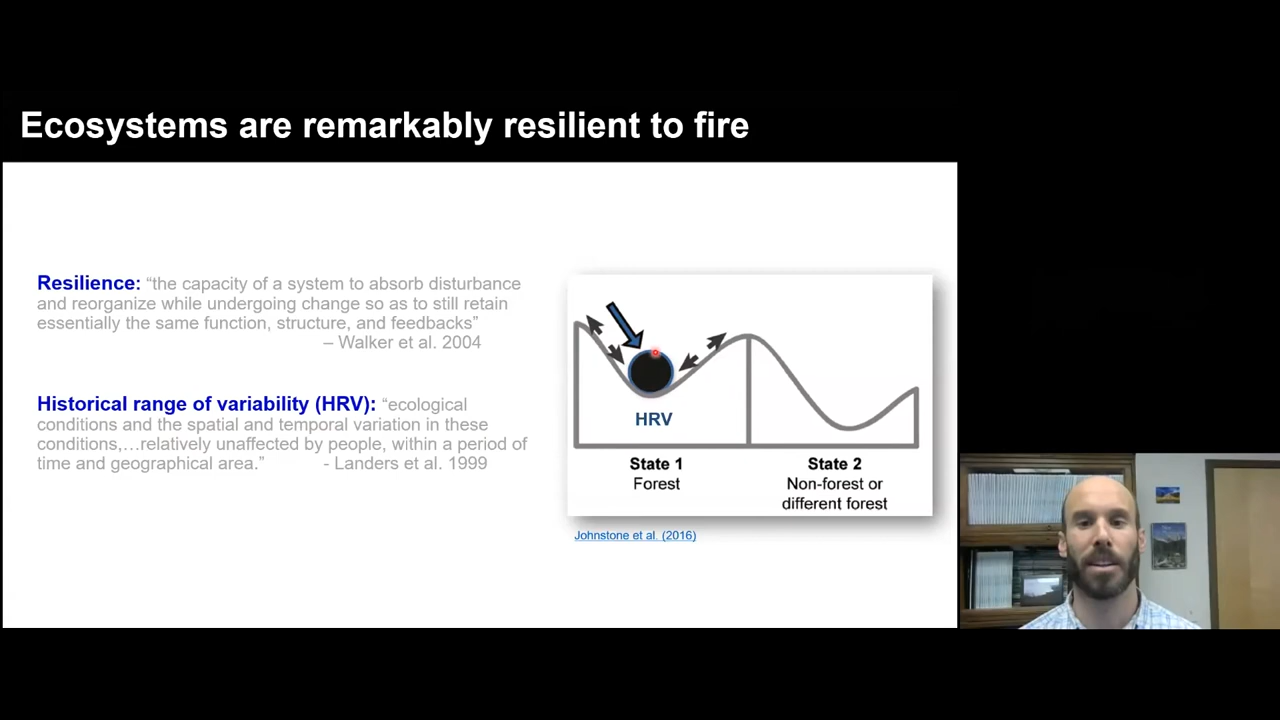 Ecosystems are remarkably resilient to fire
Resilience: “the capacity of a system to absorb disturbance
and reorganize while undergoing change so as to still retain
essentially the same function, structure, and feedbacks”
– Walker et al. 2004
Historical range of variability (HRV): “ecological
conditions and the spatial and temporal variation in these
conditions,…relatively unaffected by people, within a period of
time and geographical area.” - Landers et al. 1999
HRV
State 1
Forest
State 2
Non-forest or
different forest
Johnstone et al. (2016)